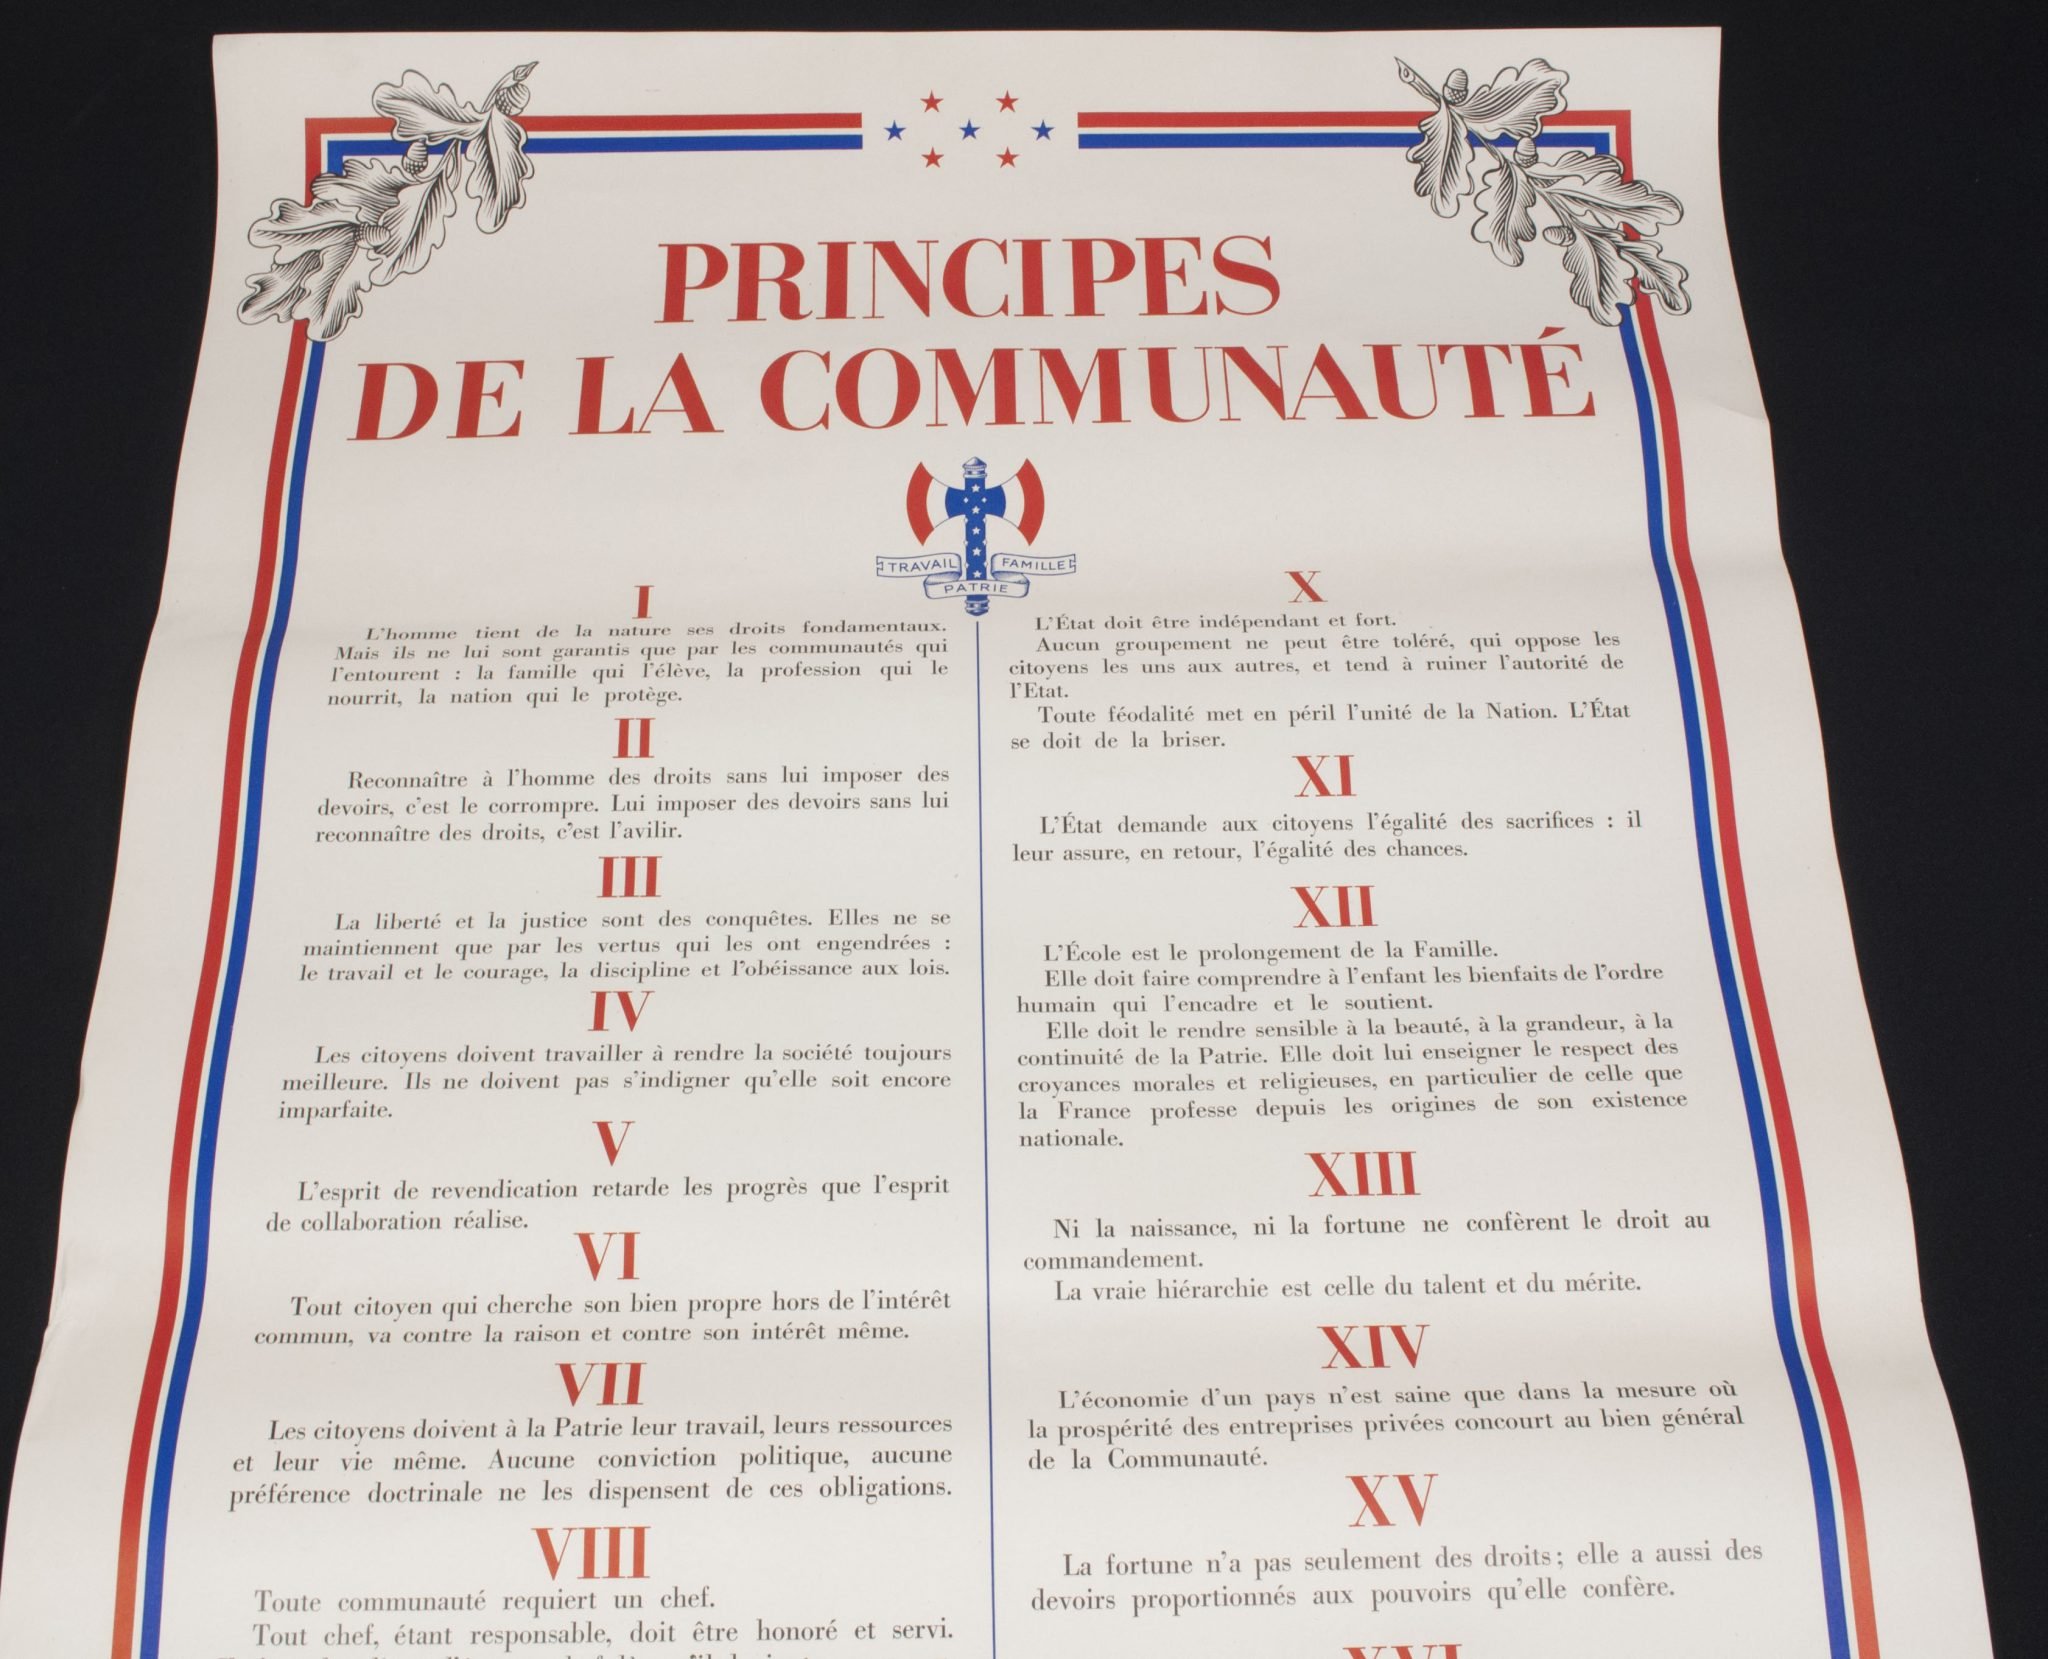 PRINCIPES
DE LA COMMUNAUTÉ
TRAVAIL
FAMILLE
PATRIE
I
L'homme tient de la nature ses droits fondamentaux.
Mais ils ne lui sont garantis que par les communautés qui
l'entourent : la famille qui l'élève, la profession qui le
nourrit, la nation qui le protège.
II
Reconnaître à l'homme des droits sans lui imposer des
devoirs, c'est le corrompre. Lui imposer des devoirs sans lui
reconnaître des droits, c'est l'avilir.
III
La liberté et la justice sont des conquêtes. Elles ne se
maintiennent que par les vertus qui les ont engendrées :
le travail et le courage, la discipline et l'obéissance aux lois.
IV
Les citoyens doivent travailler à rendre la société toujours
meilleure. Ils ne doivent pas s'indigner qu'elle soit encore
imparfaite.
V
L'esprit de revendication retarde les progrès que l'esprit
de collaboration réalise.
VI
Tout citoyen qui cherche son bien propre hors de l'intérêt
commun, va contre la raison et contre son intérêt même.
VII
Les citoyens doivent à la Patrie leur travail, leurs ressources
et leur vie même. Aucune conviction politique, aucune
préférence doctrinale ne les dispensent de ces obligations.
VIII
Toute communauté requiert un chef.
Tout chef, étant responsable, doit être honoré et servi.
X
L'État doit être indépendant et fort.
Aucun groupement ne peut être toléré, qui oppose les
citoyens les uns aux autres, et tend à ruiner l'autorité de
l'Etat.
Toute féodalité met en péril l'unité de la Nation. L'État
se doit de la briser.
XI
L'État demande aux citoyens l'égalité des sacrifices : il
leur assure, en retour, l'égalité des chances.
XII
L'École est le prolongement de la Famille.
Elle doit faire comprendre à l'enfant les bienfaits de l'ordre
humain qui l'encadre et le soutient.
Elle doit le rendre sensible à la beauté, à la grandeur, à la
continuité de la Patrie. Elle doit lui enseigner le respect des
croyances morales et religieuses, en particulier de celle que
la France professe depuis les origines de son existence
nationale.
XIII
Ni la naissance, ni la fortune ne confèrent le droit au
commandement.
La vraie hiérarchie est celle du talent et du mérite.
XIV
L'économie d'un pays n'est saine que dans la mesure où
la prospérité des entreprises privées concourt au bien général
de la Communauté.
XV
La fortune n'a pas seulement des droits ; elle a aussi des
devoirs proportionnés aux pouvoirs qu'elle confère.
XVI